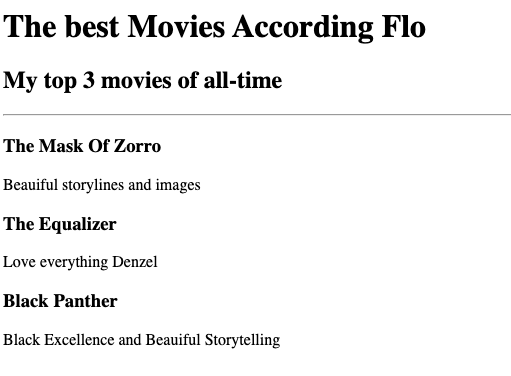 The best Movies According Flo
My top 3 movies of all-time
The Mask Of Zorro
Beauiful storylines and images
The Equalizer
Love everything Denzel
Black Panther
Black Excellence and Beauiful Storytelling